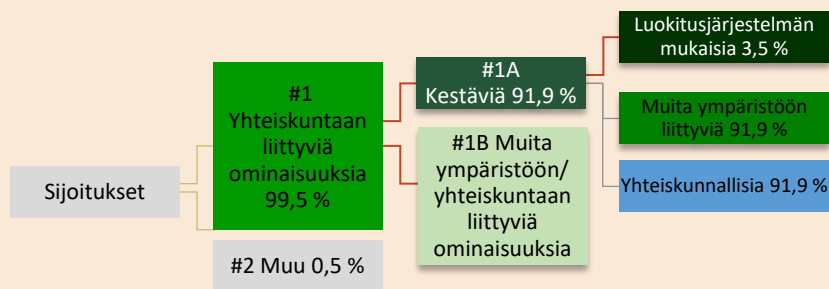 Sijoitukset
#1
Yhteiskuntaan
liittyviä
ominaisuuksia
99,5 %
#2 Muu 0,5 %
#1A
Kestäviä 91,9 %
#1B Muita
ympäristöön/
yhteiskuntaan
liittyviä
ominaisuuksia
Luokitusjärjestelmän
mukaisia 3,5 %
Muita ympäristöön
liittyviä 91,9 %
Yhteiskunnallisia 91,9 %